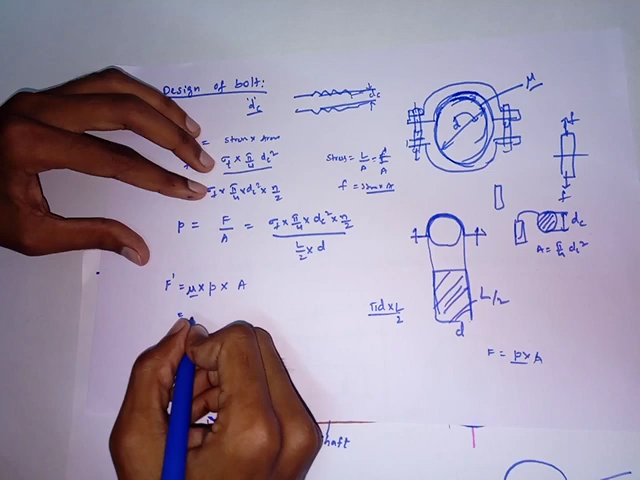 Design of bolt:
'd'c
dc
= stress x area
σt x π/4 dc²
σt x π/4 x dc² x n/2
p = F/A = σt x π/4 x dc² x n/2
L/2 x d
F' = μ x p x A
μ
d
f
f
stress = L/A = f/A
f = stress x A
dc
A = π/4 dc²
L/2
d
πd x L/2
F = p x A
shaft